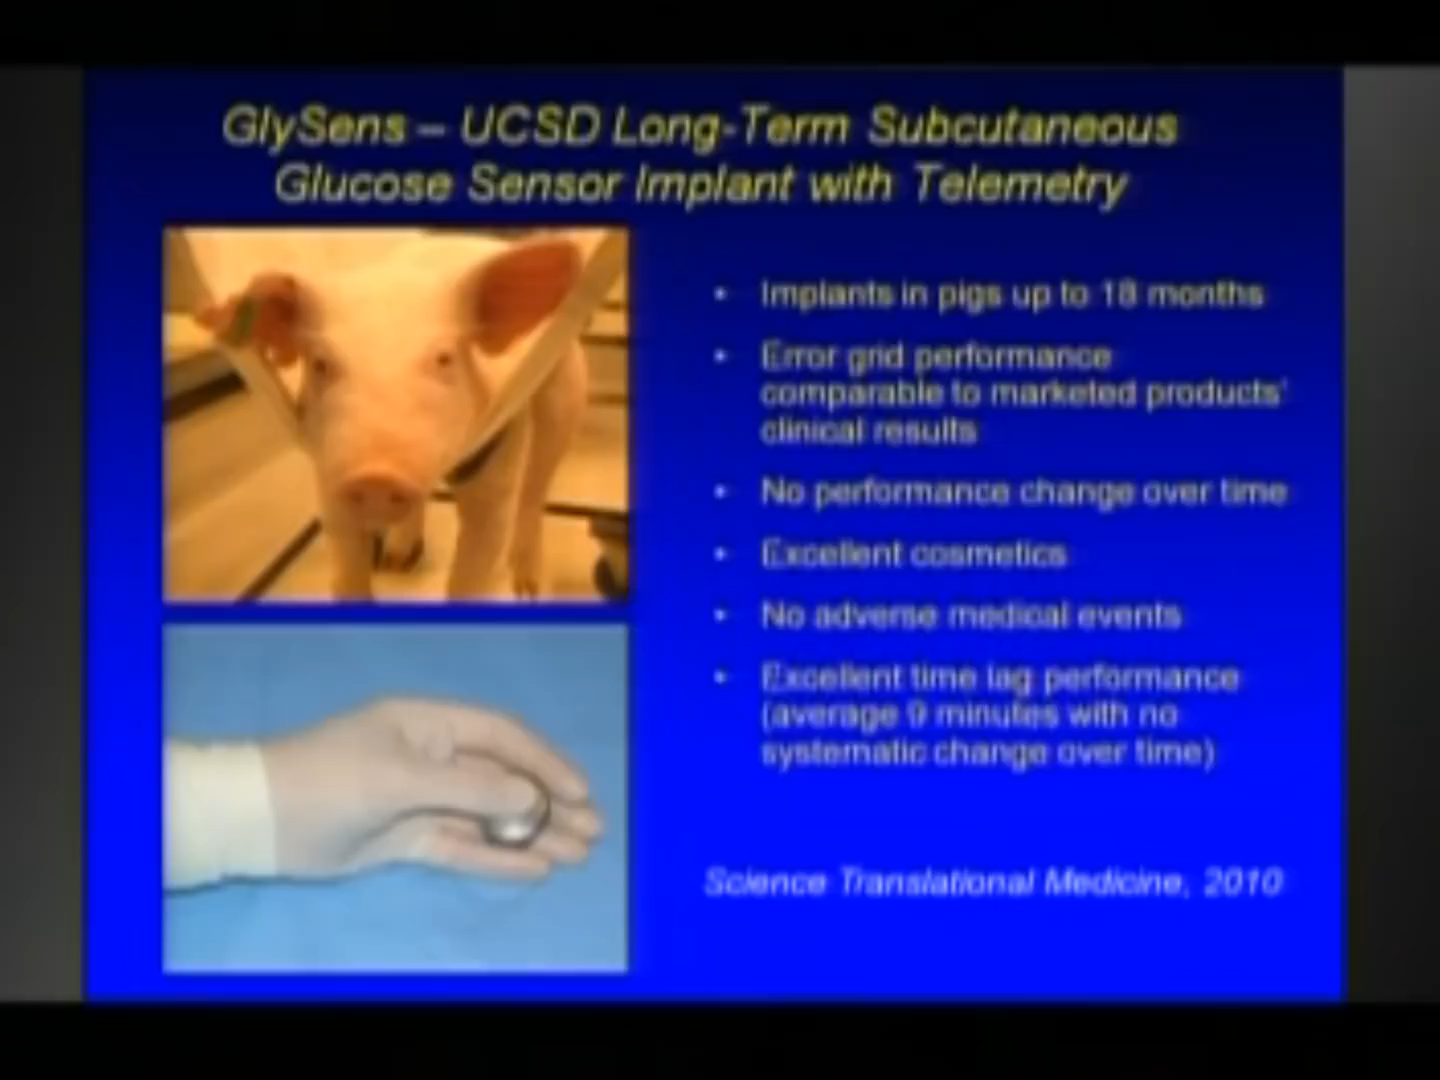 GlySens – UCSD Long-Term Subcutaneous
Glucose Sensor Implant with Telemetry
• Implants in pigs up to 18 months
• Error grid performance
comparable to marketed products'
clinical results
• No performance change over time
• Excellent cosmetics
• No adverse medical events
• Excellent time lag performance
(average 9 minutes with no
systematic change over time)
Science Translational Medicine, 2010